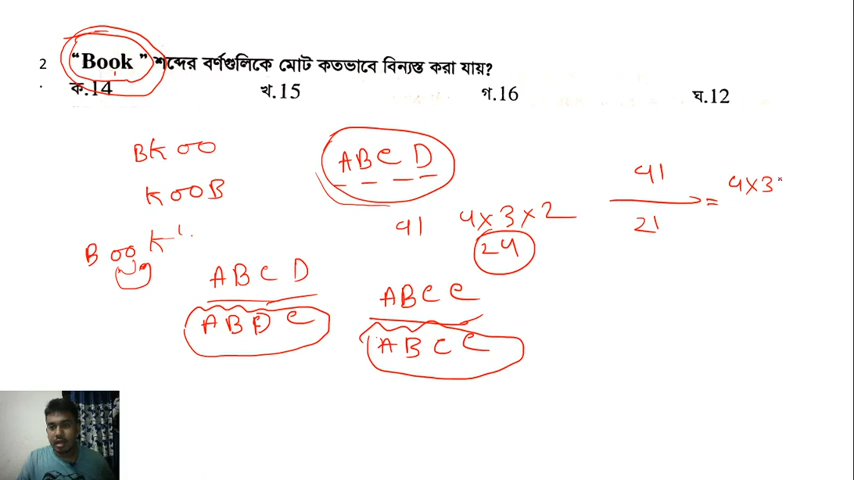 2. "Book" শব্দের বর্ণগুলিকে মোট কতভাবে বিন্যস্ত করা যায়?
ক.14 খ.15 গ.16 ঘ.12
BKOO
KOOB
BOOK
ABCD
4! 4×3×2
24
4!
2!
= 4×3
ABCD
ABDC
ABCC
ABCC